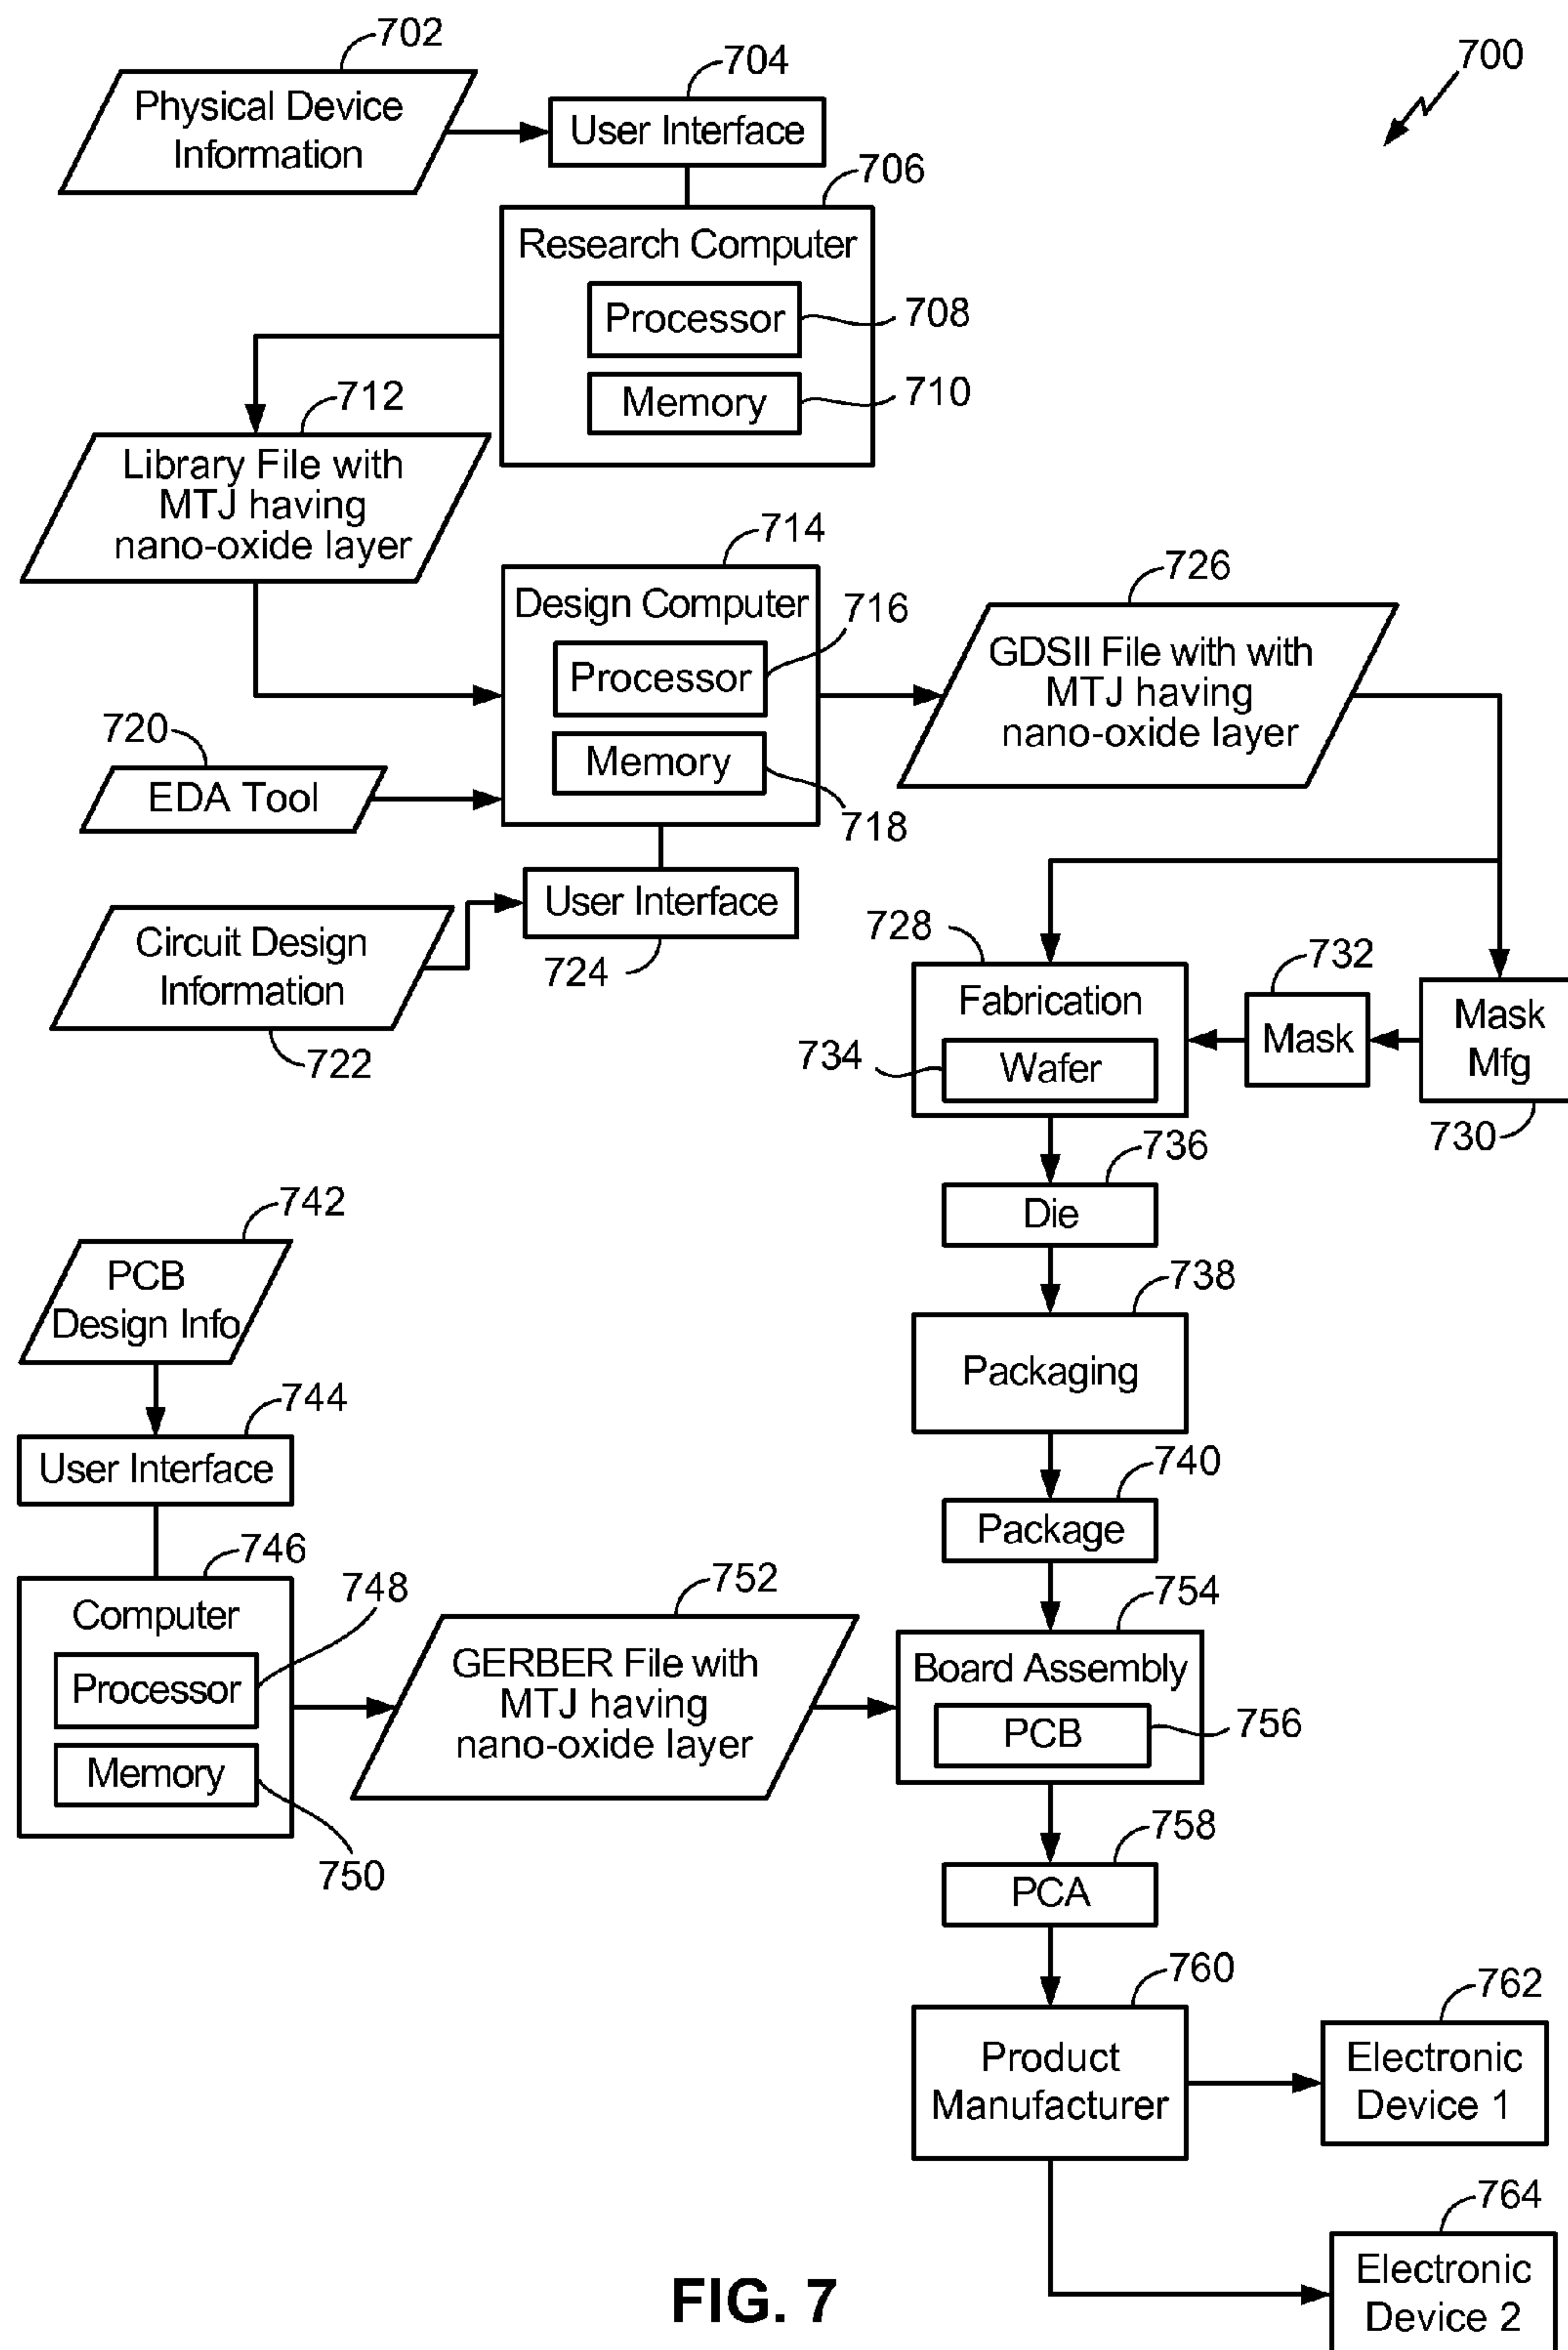 702
Physical Device
Information
704
User Interface
700
706
Research Computer
Processor
708
Memory
710
712
Library File with
MTJ having
nano-oxide layer
714
Design Computer
716
Processor
Memory
718
726
GDSII File with with
MTJ having
nano-oxide layer
720
EDA Tool
User Interface
724
Circuit Design
Information
722
728
Fabrication
734
Wafer
732
Mask
Mask
Mfg
730
736
Die
738
Packaging
740
Package
742
PCB
Design Info
744
User Interface
746
Computer
748
Processor
Memory
750
752
GERBER File with
MTJ having
nano-oxide layer
754
Board Assembly
PCB
756
758
PCA
760
Product
Manufacturer
762
Electronic
Device 1
764
Electronic
Device 2
FIG. 7